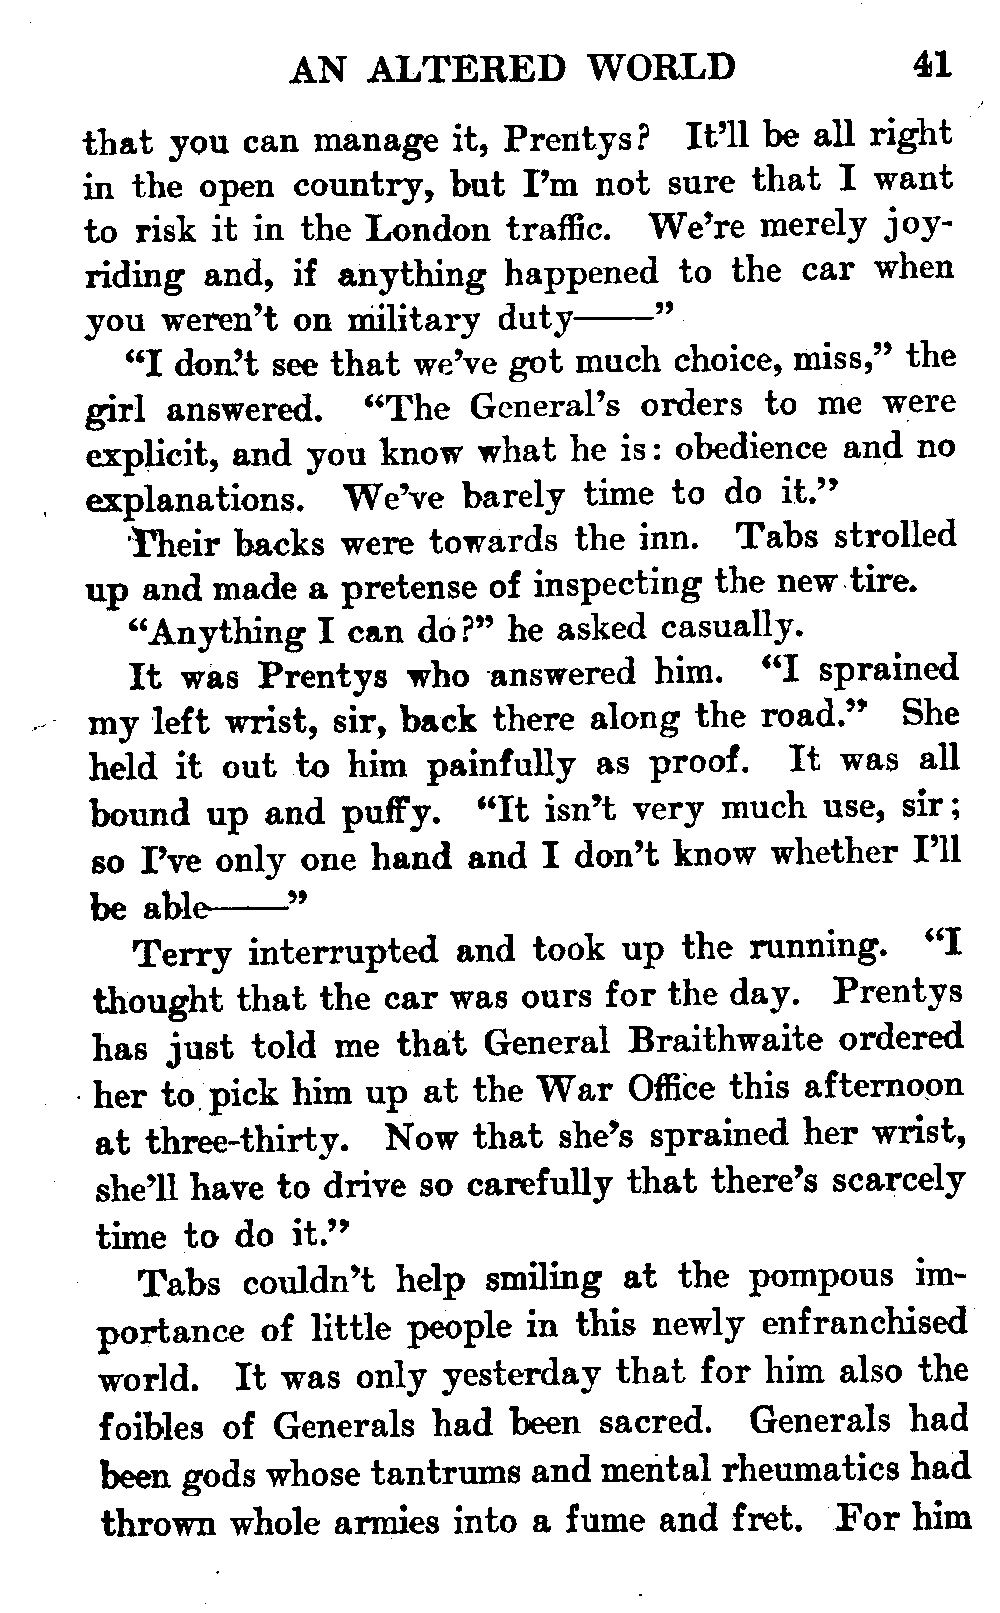 AN ALTERED WORLD 41
that you can manage it, Prentys? It'll be all right
in the open country, but I'm not sure that I want
to risk it in the London traffic. We're merely joy-
riding and, if anything happened to the car when
you weren't on military duty——"
"I don't see that we've got much choice, miss," the
girl answered. "The General's orders to me were
explicit, and you know what he is: obedience and no
explanations. We've barely time to do it."
Their backs were towards the inn. Tabs strolled
up and made a pretense of inspecting the new tire.
"Anything I can do?" he asked casually.
It was Prentys who answered him. "I sprained
my left wrist, sir, back there along the road." She
held it out to him painfully as proof. It was all
bound up and puffy. "It isn't very much use, sir;
so I've only one hand and I don't know whether I'll
be able——"
Terry interrupted and took up the running. "I
thought that the car was ours for the day. Prentys
has just told me that General Braithwaite ordered
her to pick him up at the War Office this afternoon
at three-thirty. Now that she's sprained her wrist,
she'll have to drive so carefully that there's scarcely
time to do it."
Tabs couldn't help smiling at the pompous im-
portance of little people in this newly enfranchised
world. It was only yesterday that for him also the
foibles of Generals had been sacred. Generals had
been gods whose tantrums and mental rheumatics had
thrown whole armies into a fume and fret. For him